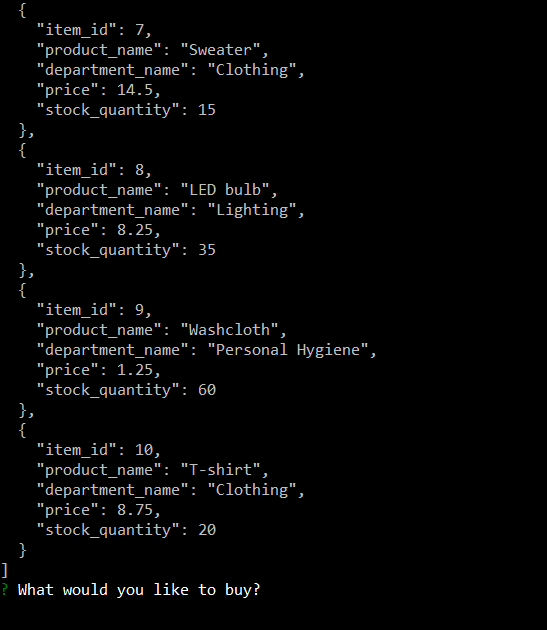 {
"item_id": 7,
"product_name": "Sweater",
"department_name": "Clothing",
"price": 14.5,
"stock_quantity": 15
},
{
"item_id": 8,
"product_name": "LED bulb",
"department_name": "Lighting",
"price": 8.25,
"stock_quantity": 35
},
{
"item_id": 9,
"product_name": "Washcloth",
"department_name": "Personal Hygiene",
"price": 1.25,
"stock_quantity": 60
},
{
"item_id": 10,
"product_name": "T-shirt",
"department_name": "Clothing",
"price": 8.75,
"stock_quantity": 20
}
]
? What would you like to buy?